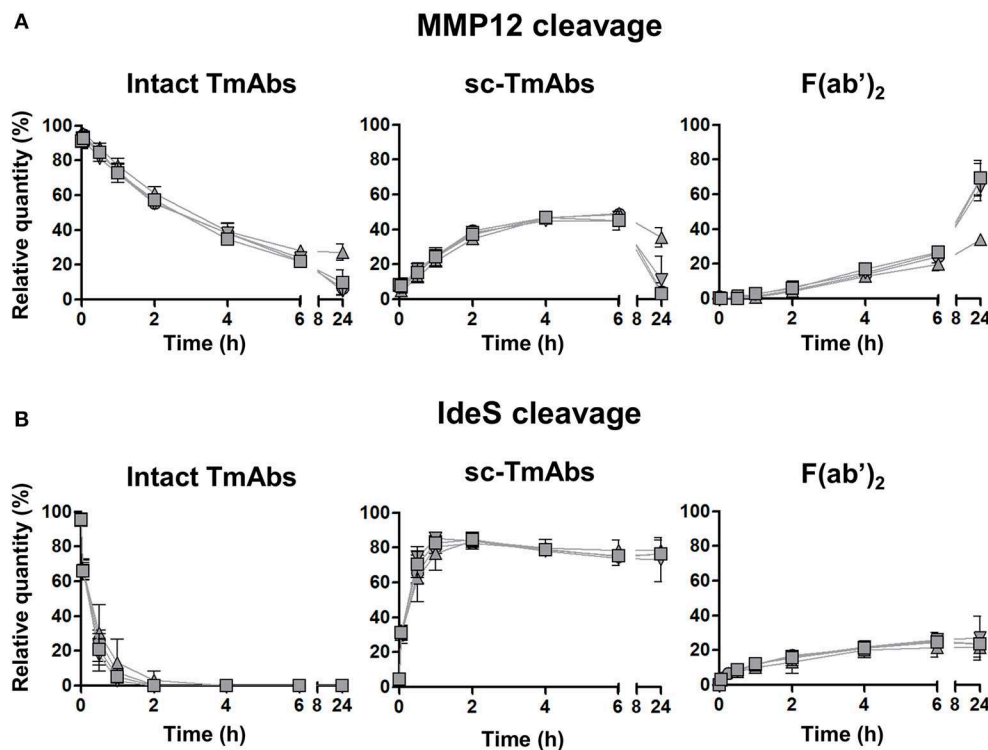 A
MMP12 cleavage
Intact TmAbs
sc-TmAbs
F(ab’)2
Relative quantity (%)
100
80
60
40
20
0
100
80
60
40
20
0
100
80
60
40
20
0
0 2 4 6 8 24
0 2 4 6 8 24
0 2 4 6 8 24
Time (h)
Time (h)
Time (h)
B
IdeS cleavage
Intact TmAbs
sc-TmAbs
F(ab’)2
Relative quantity (%)
100
80
60
40
20
0
100
80
60
40
20
0
100
80
60
40
20
0
0 2 4 6 8 24
0 2 4 6 8 24
0 2 4 6 8 24
Time (h)
Time (h)
Time (h)